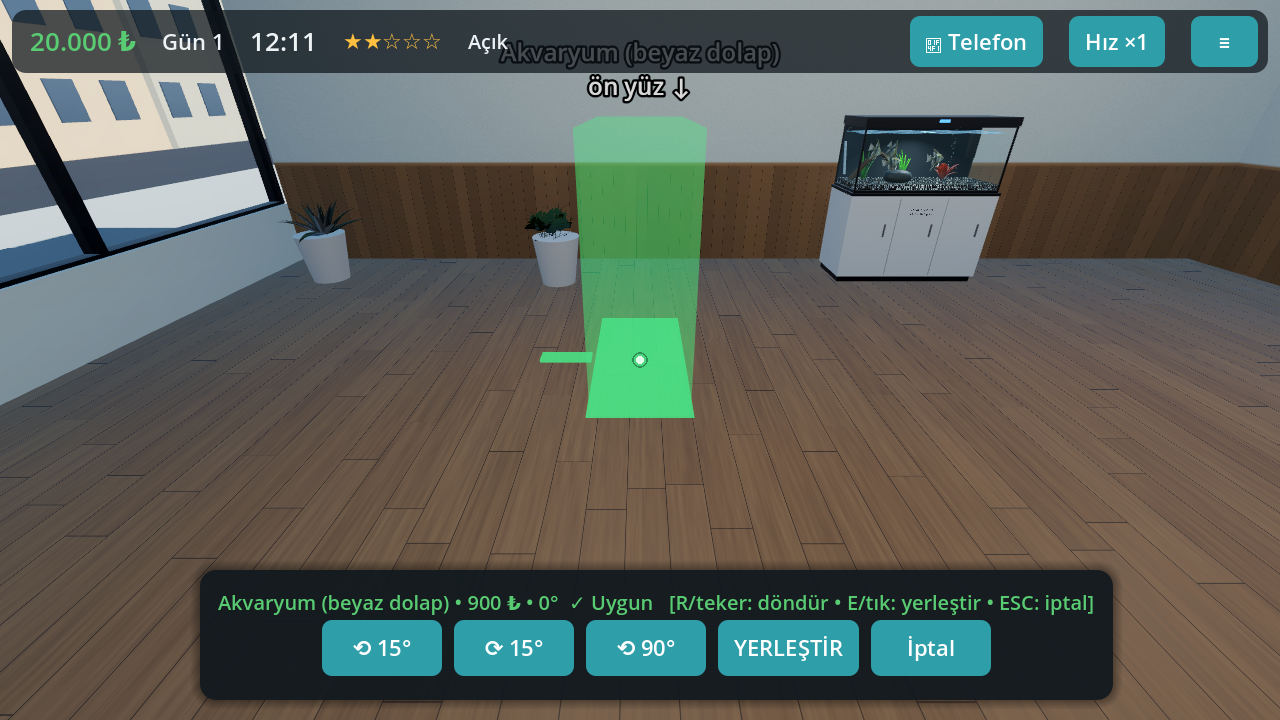 20.000 ₺ Gün 1 12:11 ★★☆☆☆ Açık
Telefon
Hız ×1
≡
Akvaryum (beyaz dolap)
ön yüz ↓
Akvaryum (beyaz dolap) • 900 ₺ • 0° ✓ Uygun [R/teker: döndür • E/tık: yerleştir • ESC: iptal]
⟲ 15°
⟳ 15°
⟲ 90°
YERLEŞTİR
İptal